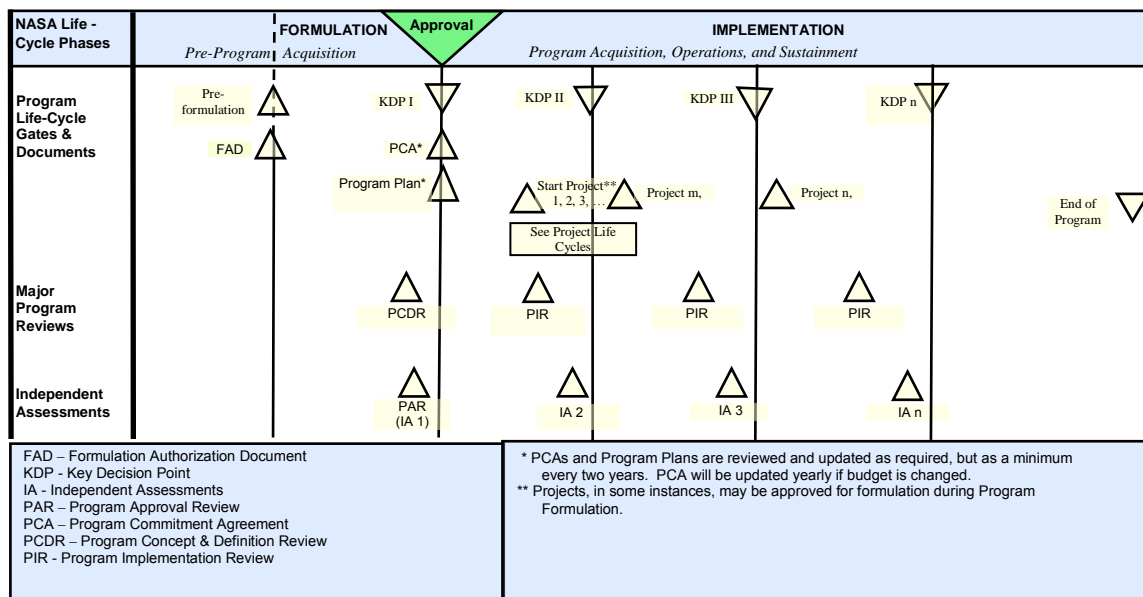 NASA Life -
Cycle Phases
FORMULATION
Approval
IMPLEMENTATION
Pre-Program Acquisition
Program Acquisition, Operations, and Sustainment
Program
Life-Cycle
Gates &
Documents
Pre-
formulation
KDP I
KDP II
KDP III
KDP n
FAD
PCA*
Program Plan*
Start Project**
1, 2, 3, …
Project m,
Project n,
End of
Program
See Project Life
Cycles
Major
Program
Reviews
PCDR
PIR
PIR
PIR
Independent
Assessments
PAR
(IA 1)
IA 2
IA 3
IA n
FAD – Formulation Authorization Document
KDP - Key Decision Point
IA - Independent Assessments
PAR – Program Approval Review
PCA – Program Commitment Agreement
PCDR – Program Concept & Definition Review
PIR - Program Implementation Review
* PCAs and Program Plans are reviewed and updated as required, but as a minimum
every two years. PCA will be updated yearly if budget is changed.
** Projects, in some instances, may be approved for formulation during Program
Formulation.